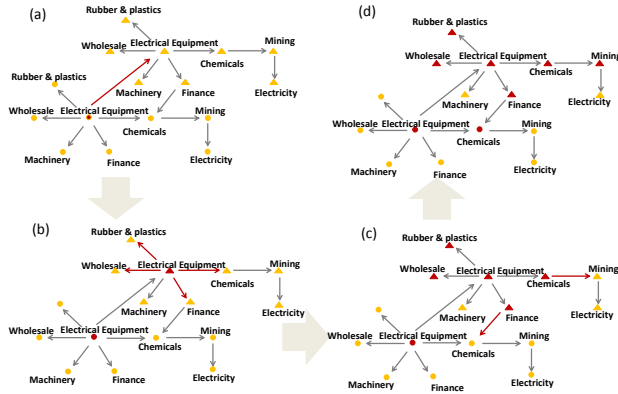 (a)
Rubber & plastics
Wholesale
Electrical Equipment
Mining
Chemicals
Rubber & plastics
Machinery
Finance
Electricity
Wholesale
Electrical Equipment
Mining
Chemicals
Machinery
Finance
Electricity
(d)
Rubber & plastics
Wholesale
Electrical Equipment
Mining
Chemicals
Machinery
Finance
Electricity
Wholesale
Electrical Equipment
Mining
Chemicals
Machinery
Finance
Electricity
(b)
Rubber & plastics
Wholesale
Electrical Equipment
Mining
Chemicals
Machinery
Finance
Electricity
Wholesale
Electrical Equipment
Mining
Chemicals
Machinery
Finance
Electricity
(c)
Rubber & plastics
Wholesale
Electrical Equipment
Mining
Chemicals
Machinery
Finance
Electricity
Wholesale
Electrical Equipment
Mining
Chemicals
Machinery
Finance
Electricity